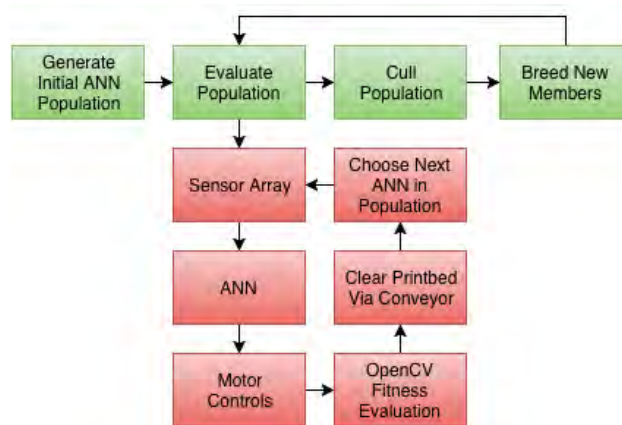 Generate
Initial ANN
Population
Evaluate
Population
Cull
Population
Breed New
Members
Sensor Array
Choose Next
ANN in
Population
ANN
Clear Printbed
Via Conveyor
Motor
Controls
OpenCV
Fitness
Evaluation